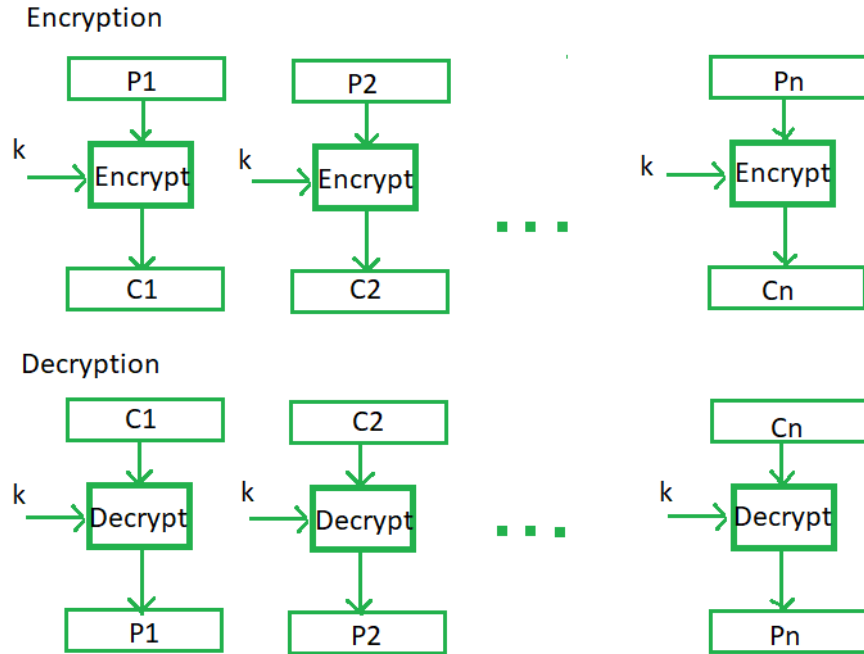 Encryption
P1 P2 Pn
k Encrypt k Encrypt k Encrypt
C1 C2 Cn
Decryption
C1 C2 Cn
k Decrypt k Decrypt k Decrypt
P1 P2 Pn